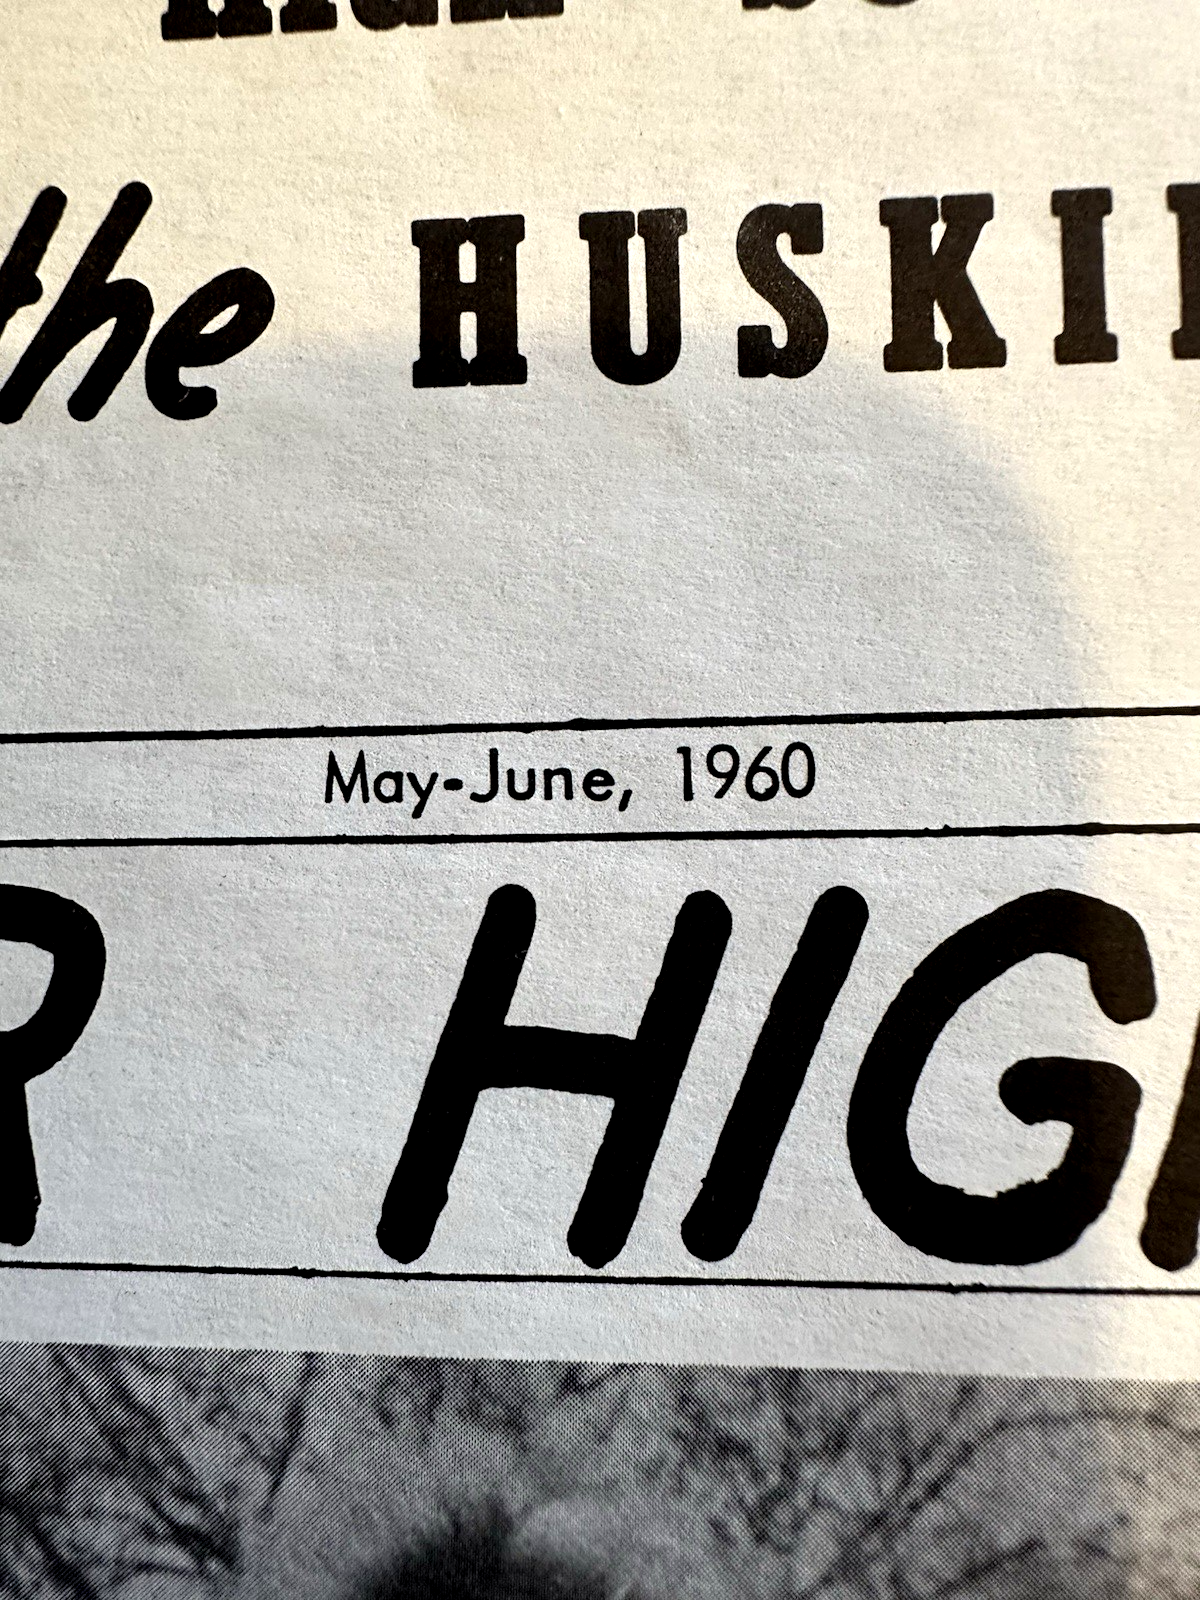 the HUSKI
May-June, 1960
R HIG